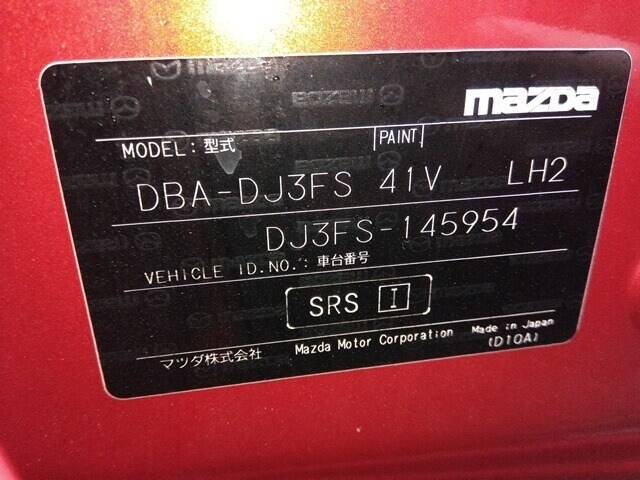 mazda
MODEL: 型式 PAINT
DBA-DJ3FS 41V LH2
DJ3FS-145954
VEHICLE ID.NO.: 車台番号
SRS I
マツダ株式会社 Mazda Motor Corporation Made in Japan
(D10A)